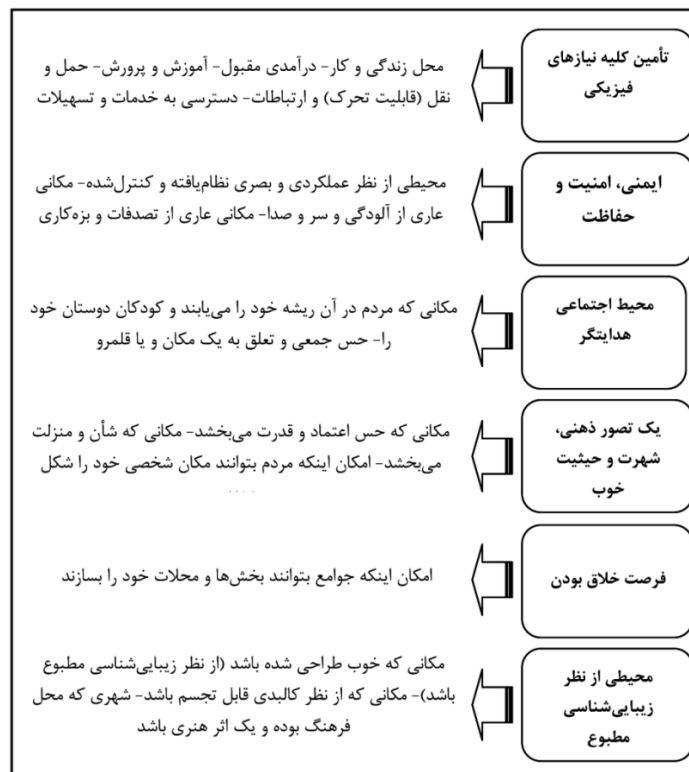 تأمین کلیه نیازهای
فیزیکی
محل زندگی و کار- درآمدی مقبول- آموزش و پرورش- حمل و
نقل (قابلیت تحرک) و ارتباطات- دسترسی به خدمات و تسهیلات
ایمنی، امنیت و
حفاظت
محیطی از نظر عملکردی و بصری نظام‌یافته و کنترل‌شده- مکانی
عاری از آلودگی و سر و صدا- مکانی عاری از تصدفات و بزه‌کاری
محیط اجتماعی
هدایتگر
مکانی که مردم در آن ریشه خود را می‌یابند و کودکان دوستان خود
را- حس جمعی و تعلق به یک مکان و یا قلمرو
یک تصور ذهنی،
شهرت و حیثیت
خوب
مکانی که حس اعتماد و قدرت می‌بخشد- مکانی که شأن و منزلت
می‌بخشد- امکان اینکه مردم بتوانند مکان شخصی خود را شکل
فرصت خلاق بودن
امکان اینکه جوامع بتوانند بخش‌ها و محلات خود را بسازند
محیطی از نظر
زیبایی‌شناسی
مطبوع
مکانی که خوب طراحی شده باشد (از نظر زیبایی‌شناسی مطبوع
باشد)- مکانی که از نظر کالبدی قابل تجسم باشد- شهری که محل
فرهنگ بوده و یک اثر هنری باشد